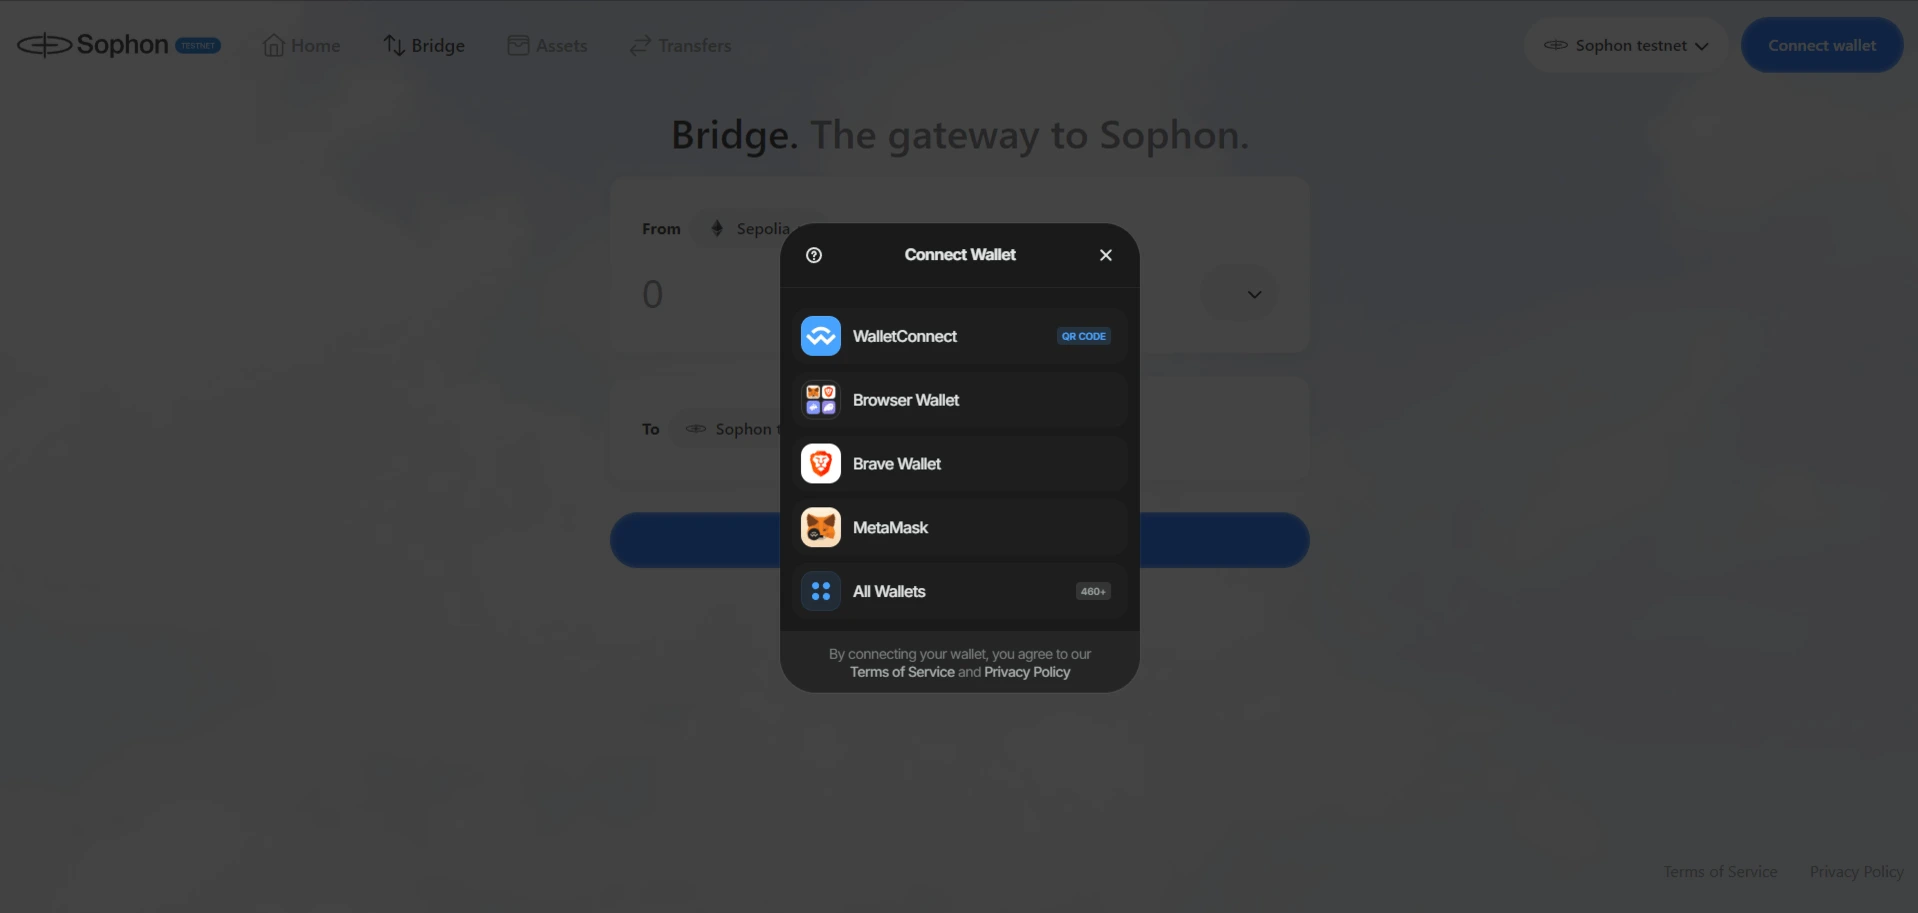 Sophon TESTNET
Home
Bridge
Assets
Transfers
Sophon testnet
Connect wallet
Bridge. The gateway to Sophon.
From
Sepolia
0
To
Sophon t
Connect Wallet
WalletConnect
QR CODE
Browser Wallet
Brave Wallet
MetaMask
All Wallets
460+
By connecting your wallet, you agree to our
Terms of Service and Privacy Policy
Terms of Service
Privacy Policy